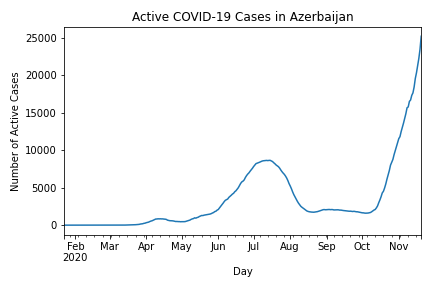 Active COVID-19 Cases in Azerbaijan
Number of Active Cases
25000
20000
15000
10000
5000
0
Feb Mar Apr May Jun Jul Aug Sep Oct Nov
2020
Day